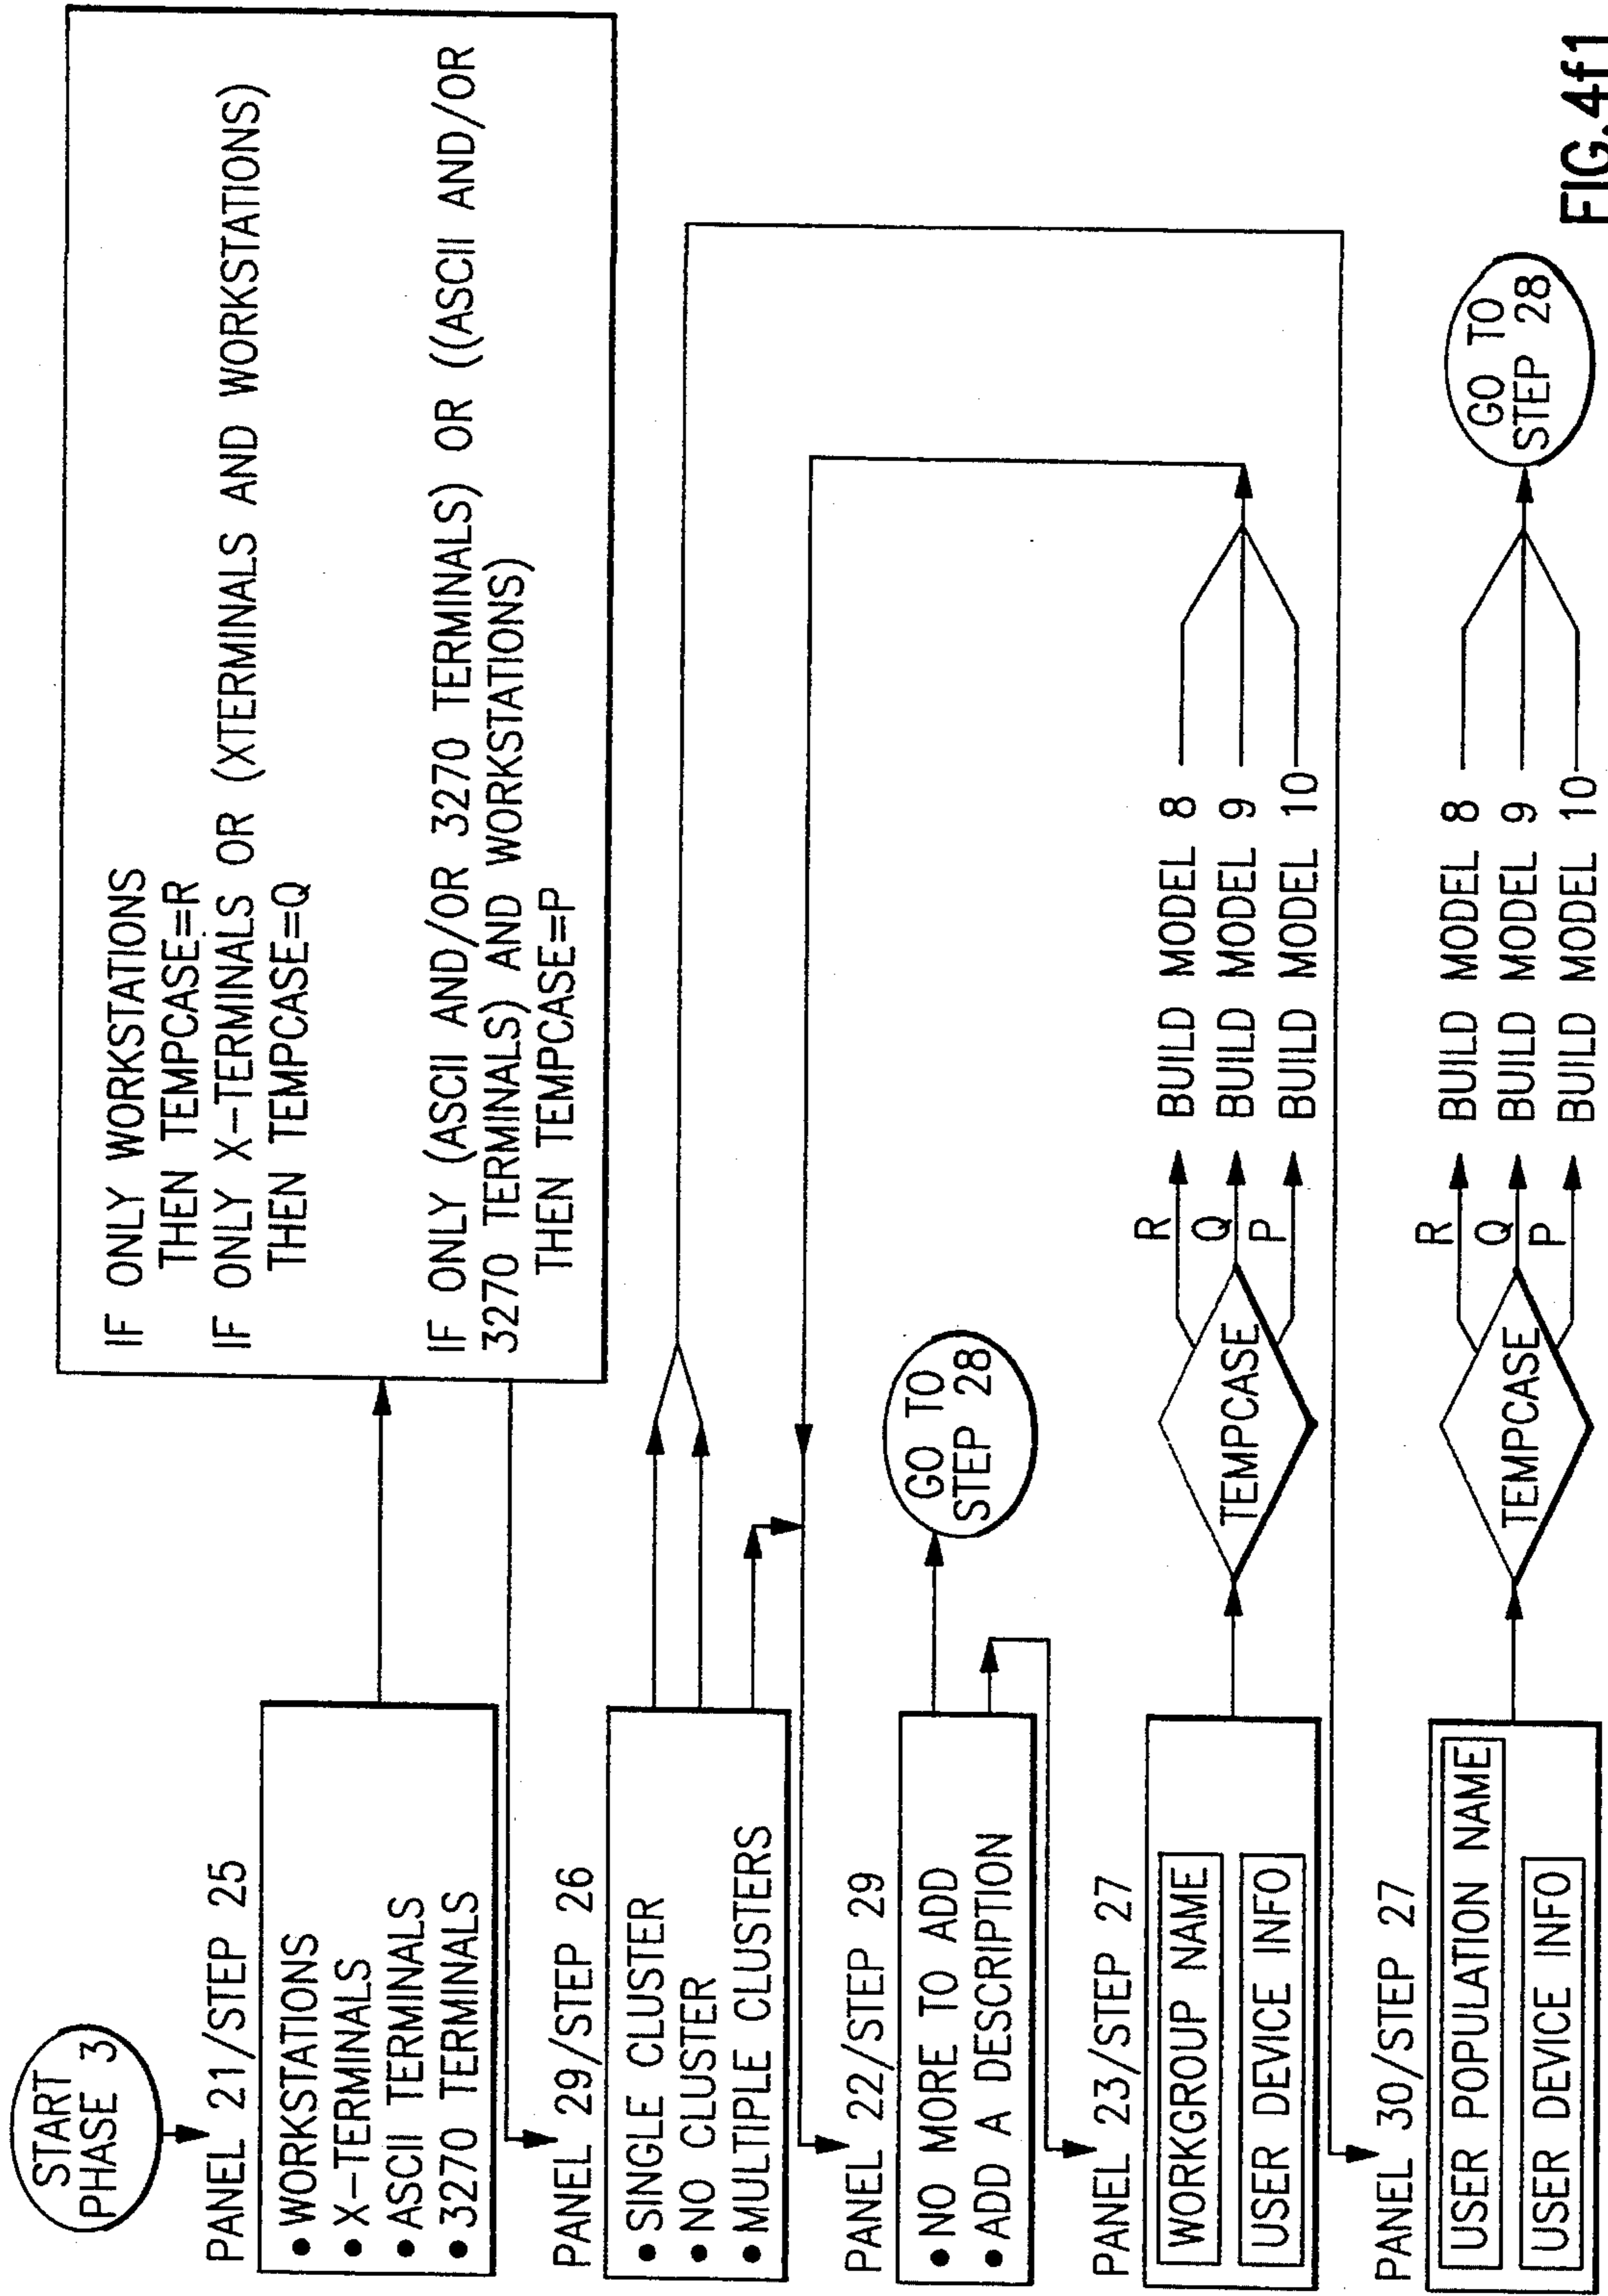 START
PHASE 3
PANEL 21/STEP 25
• WORKSTATIONS
• X-TERMINALS
• ASCII TERMINALS
• 3270 TERMINALS
IF ONLY WORKSTATIONS
THEN TEMPCASE=R
IF ONLY X-TERMINALS OR (XTERMINALS AND WORKSTATIONS)
THEN TEMPCASE=Q
IF ONLY (ASCII AND/OR 3270 TERMINALS) OR ((ASCII AND/OR
3270 TERMINALS) AND WORKSTATIONS)
THEN TEMPCASE=P
PANEL 29/STEP 26
• SINGLE CLUSTER
• NO CLUSTER
• MULTIPLE CLUSTERS
PANEL 22/STEP 29
• NO MORE TO ADD
• ADD A DESCRIPTION
GO TO
STEP 28
PANEL 23/STEP 27
WORKGROUP NAME
USER DEVICE INFO
TEMPCASE
R
Q
P
BUILD MODEL 8
BUILD MODEL 9
BUILD MODEL 10
PANEL 30/STEP 27
USER POPULATION NAME
USER DEVICE INFO
TEMPCASE
R
Q
P
BUILD MODEL 8
BUILD MODEL 9
BUILD MODEL 10
GO TO
STEP 28
FIG.4f1